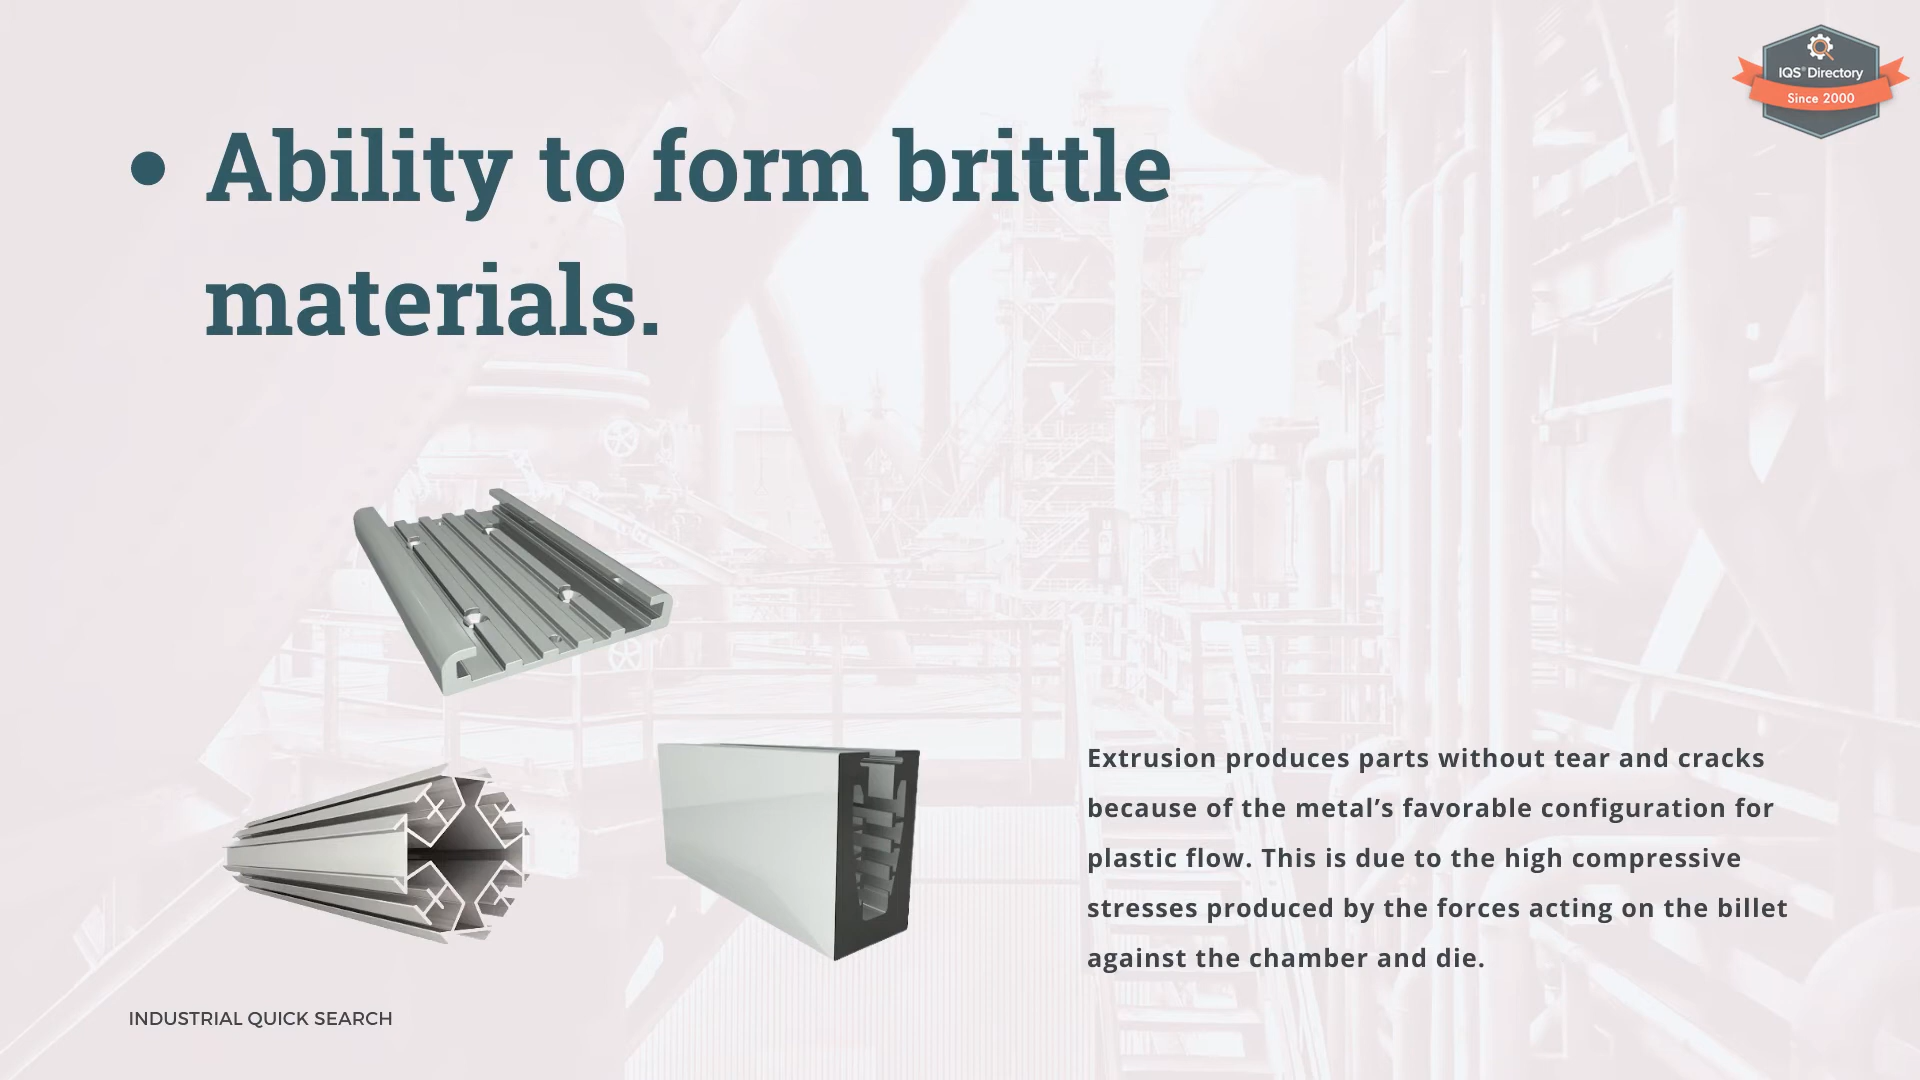 IQS® Directory
Since 2000
• Ability to form brittle
materials.
Extrusion produces parts without tear and cracks
because of the metal’s favorable configuration for
plastic flow. This is due to the high compressive
stresses produced by the forces acting on the billet
against the chamber and die.
INDUSTRIAL QUICK SEARCH